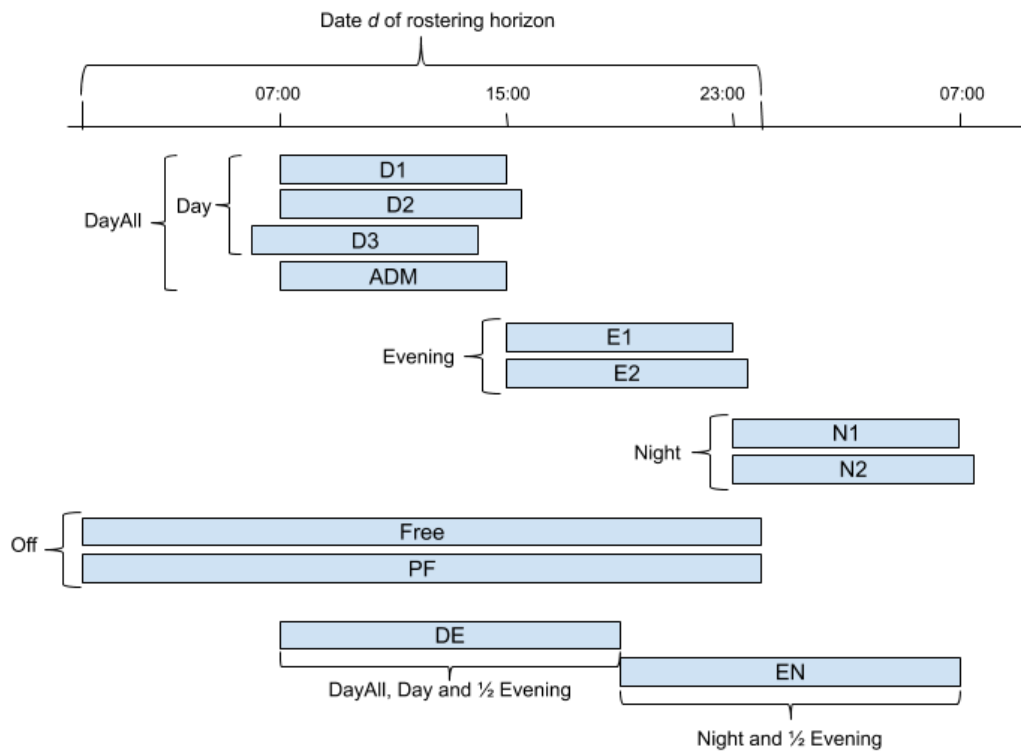 Date d of rostering horizon
07:00 15:00 23:00 07:00
D1
D2
Day
DayAll
D3
ADM
E1
Evening
E2
N1
Night
N2
Free
Off
PF
DE
EN
DayAll, Day and ½ Evening
Night and ½ Evening